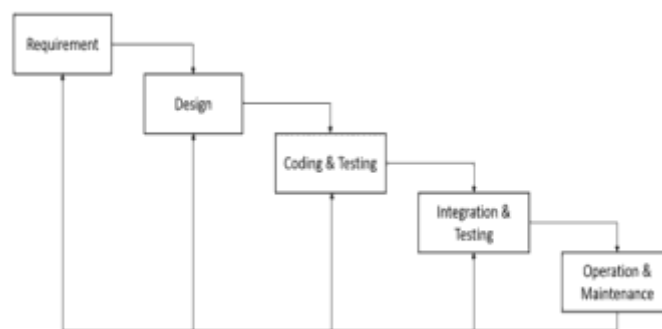 Requirement
Design
Coding & Testing
Integration &
Testing
Operation &
Maintenance